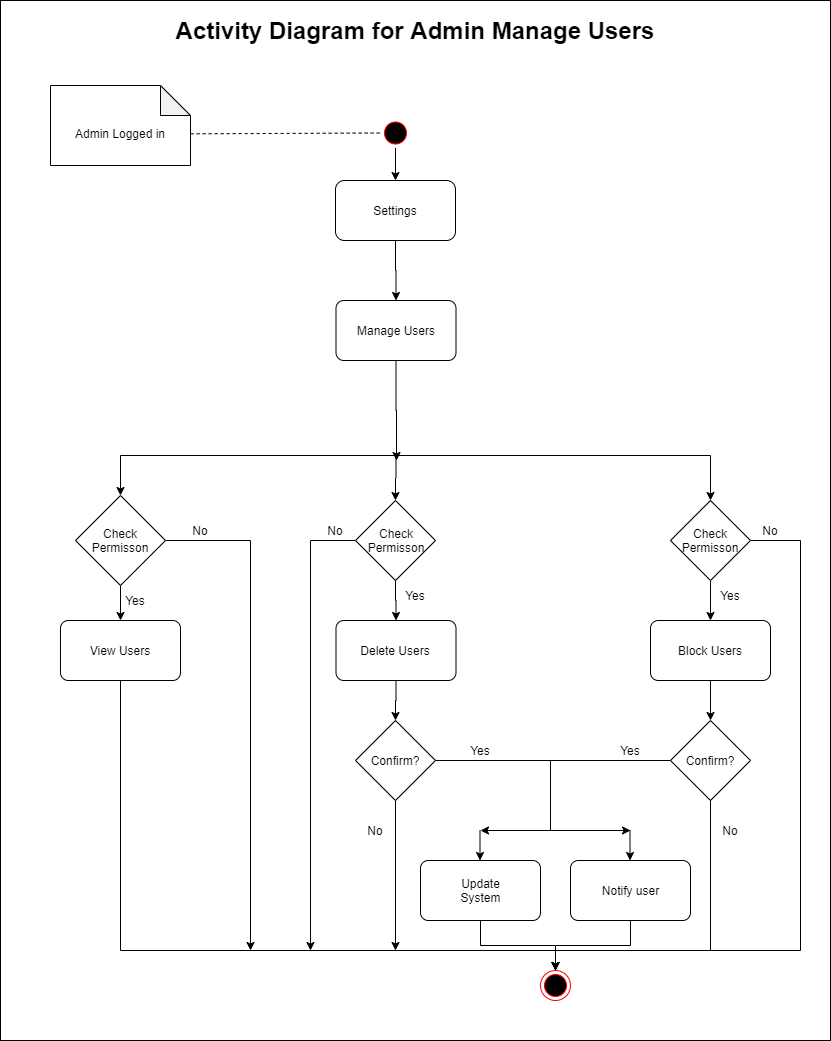 Activity Diagram for Admin Manage Users
Admin Logged in
Settings
Manage Users
Check
Permisson
No
Yes
View Users
No
Check
Permisson
Yes
Delete Users
Check
Permisson
No
Yes
Block Users
Confirm?
Yes
No
Yes
Confirm?
No
Update
System
Notify user